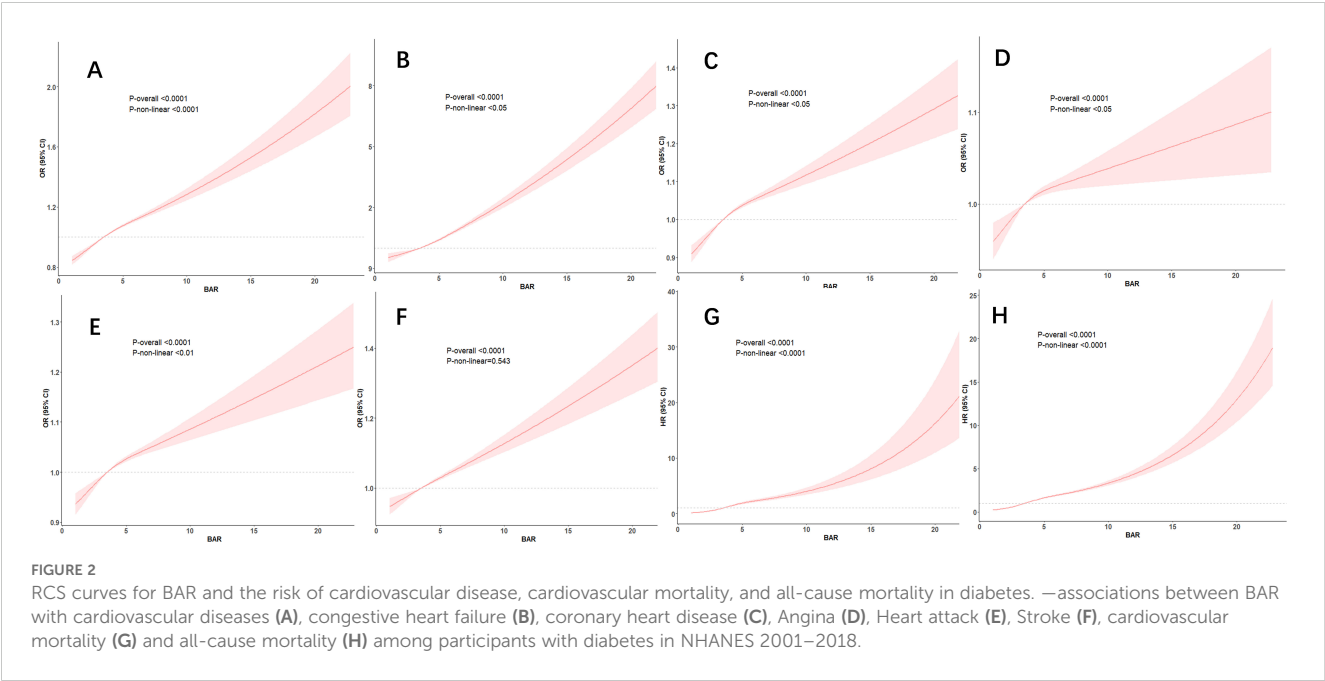 A
P-overall <0.0001
P-non-linear <0.0001
OR (95% CI)
2.0
1.6
1.2
0.8
0
5
10
15
20
BAR
B
P-overall <0.0001
P-non-linear <0.05
OR (95% CI)
8
5
2
9
0
5
10
15
20
BAR
C
P-overall <0.0001
P-non-linear <0.05
OR (95% CI)
1.4
1.3
1.2
1.1
1.0
0.9
0
5
10
15
20
BAR
D
P-overall <0.0001
P-non-linear <0.05
OR (95% CI)
1.1
1.0
0
5
10
15
20
BAR
E
P-overall <0.0001
P-non-linear <0.01
OR (95% CI)
1.3
1.2
1.1
1.0
0.9
0
5
10
15
20
BAR
F
P-overall <0.0001
P-non-linear=0.543
OR (95% CI)
1.4
1.2
1.0
0
5
10
15
20
BAR
G
P-overall <0.0001
P-non-linear <0.0001
HR (95% CI)
40
30
20
10
0
0
5
10
15
20
BAR
H
P-overall <0.0001
P-non-linear <0.0001
HR (95% CI)
25
20
15
10
5
0
0
5
10
15
20
BAR
FIGURE 2
RCS curves for BAR and the risk of cardiovascular disease, cardiovascular mortality, and all-cause mortality in diabetes. —associations between BAR
with cardiovascular diseases (A), congestive heart failure (B), coronary heart disease (C), Angina (D), Heart attack (E), Stroke (F), cardiovascular
mortality (G) and all-cause mortality (H) among participants with diabetes in NHANES 2001–2018.